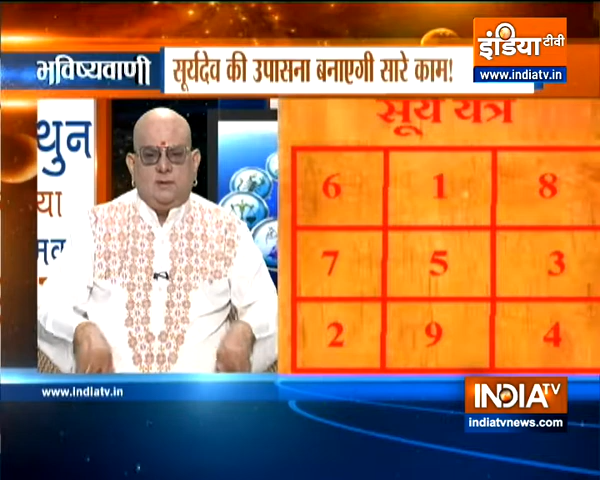 इंडिया टीवी
www.indiatv.in
भविष्यवाणी
सूर्यदेव की उपासना बनाएगी सारे काम!
थुन
या
सूर्य यंत्र
6 1 8
7 5 3
2 9 4
www.indiatv.in
INDIA TV
indiatvnews.com